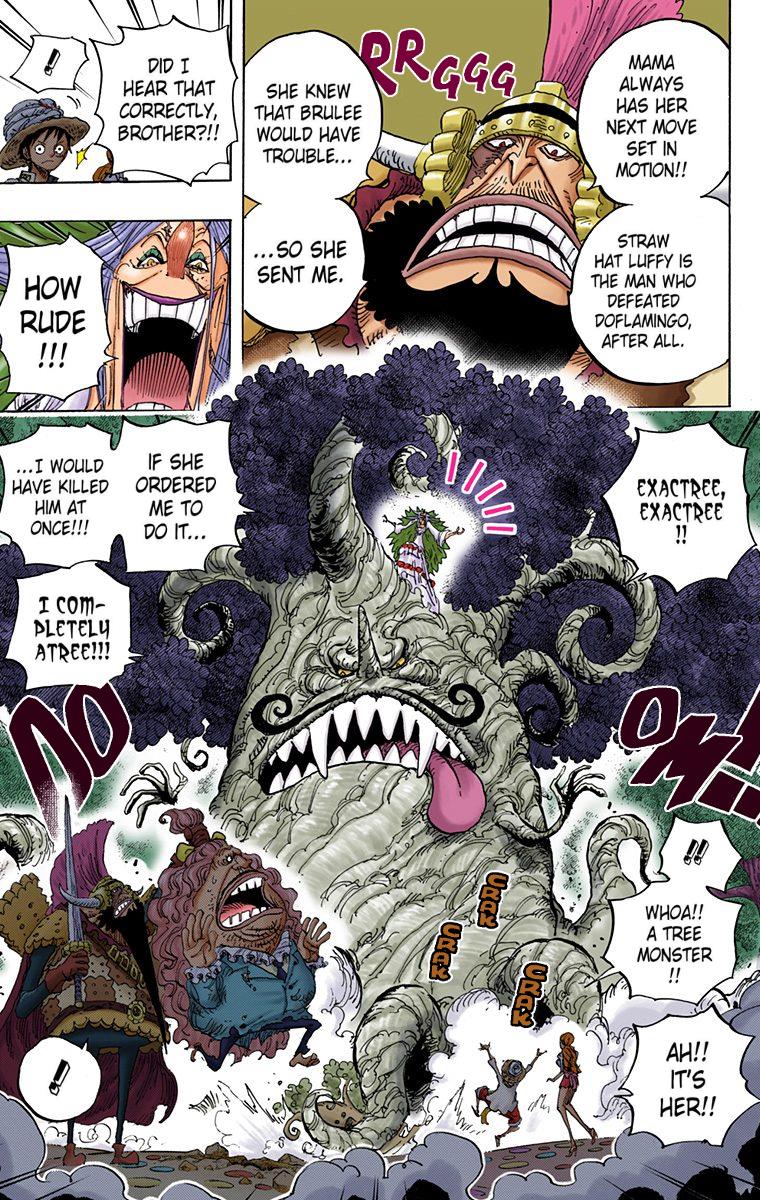 MAMA
ALWAYS
HAS HER
NEXT MOVE
SET IN
MOTION!!
STRAW
HAT LUFFY IS
THE MAN WHO
DEFEATED
DOFLAMINGO,
AFTER ALL.
RRGGG
SHE KNEW
THAT BRULEE
WOULD HAVE
TROUBLE...
...SO SHE
SENT ME.
DID I
HEAR THAT
CORRECTLY,
BROTHER?!!
!!
HOW
RUDE
!!!
EXACTREE,
EXACTREE
!!
IF SHE
ORDERED
ME TO
DO IT...
...I WOULD
HAVE KILLED
HIM AT
ONCE!!!
I COM-
PLETELY
ATREE!!!
DOOM!!!
!!
WHOA!!
A TREE
MONSTER
!!
CRAK
CRAK
CRAK
CRAK
AH!!
IT'S
HER!!
!!